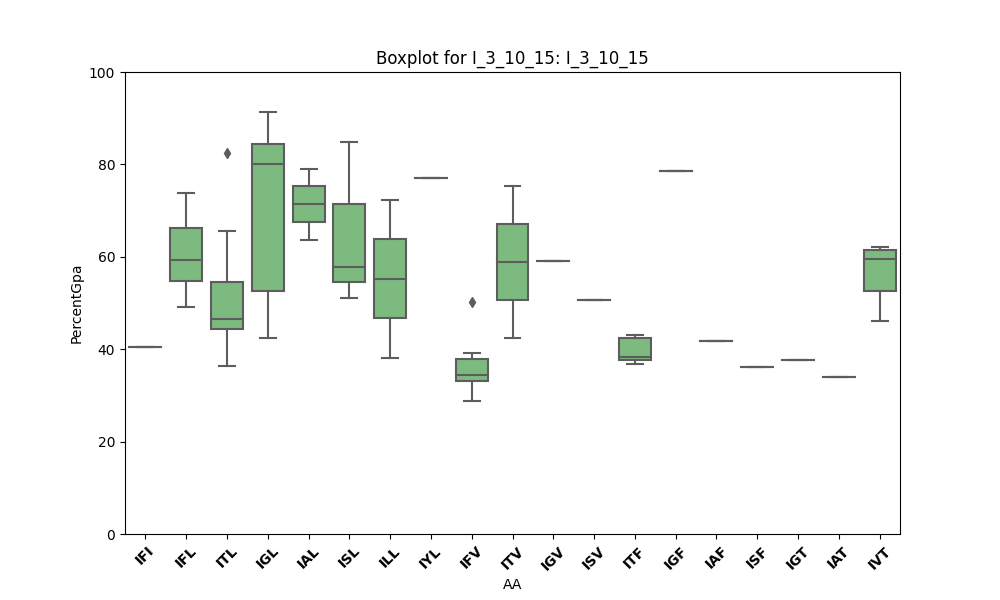 Boxplot for I_3_10_15: I_3_10_15
100
80
60
40
20
0
PercentGpa
IFI IFL ITL IGL IAL ISL ILL IYL IFV ITV IGV ISV ITF IGF IAF ISF IGT IAT IVT
AA